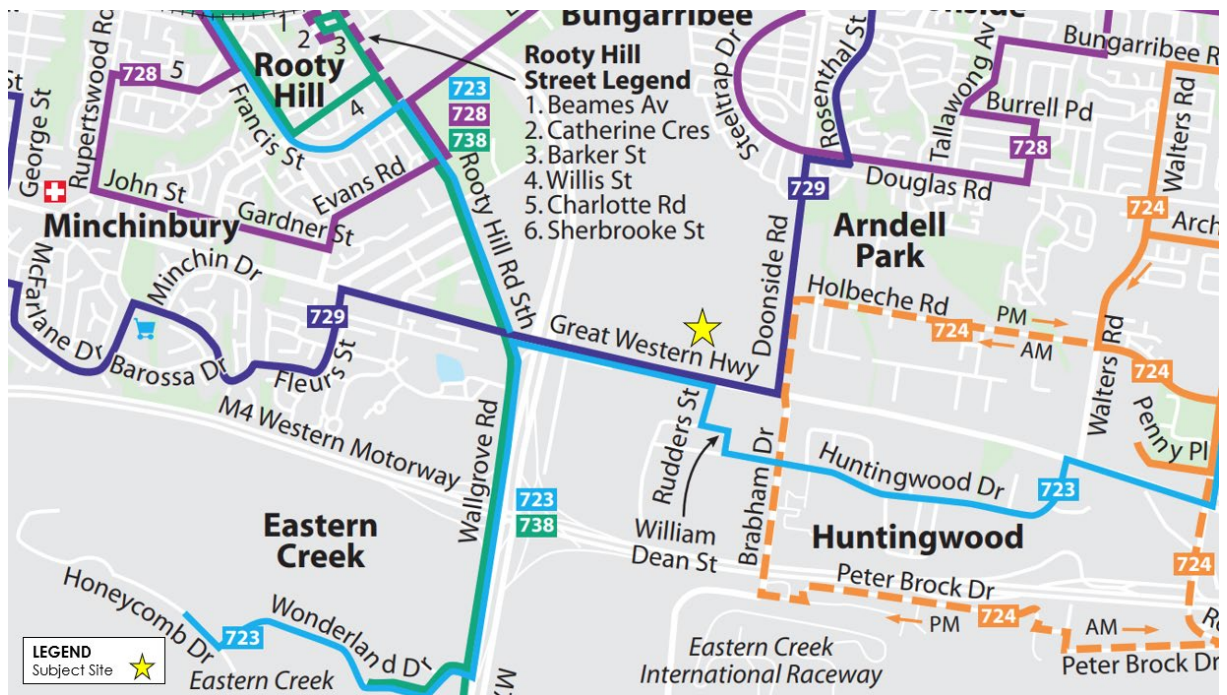 Bungarribee
Rooty Hill
Street Legend
1. Beames Av
2. Catherine Cres
3. Barker St
4. Willis St
5. Charlotte Rd
6. Sherbrooke St
1
2
3
4
5
Rooty
Hill
728
723
728
738
Rupertswood Rd
George St
St
Francis St
John St
Gardner St
Evans Rd
Rooty Hill Rd Sth
Steeltrap Dr
Rosenthal St
Tallawong Av
Bungarribee R
Burrell Pd
728
Walters Rd
Douglas Rd
729
724
Arch
Minchinbury
McFarlane Dr
Minchin Dr
Barossa Dr
729
Fleurs St
Great Western Hwy
Doonside Rd
Arndell
Park
Holbeche Rd
724
PM
AM
Walters Rd
724
Penny Pl
M4 Western Motorway
Wallgrove Rd
723
738
Rudders St
William
Dean St
Brabham Dr
Huntingwood Dr
723
Huntingwood
Eastern
Creek
Honeycomb Dr
723
Wonderland Dr
Eastern Creek
Peter Brock Dr
724
PM
AM
724
Peter Brock Dr
Eastern Creek
International Raceway
LEGEND
Subject Site